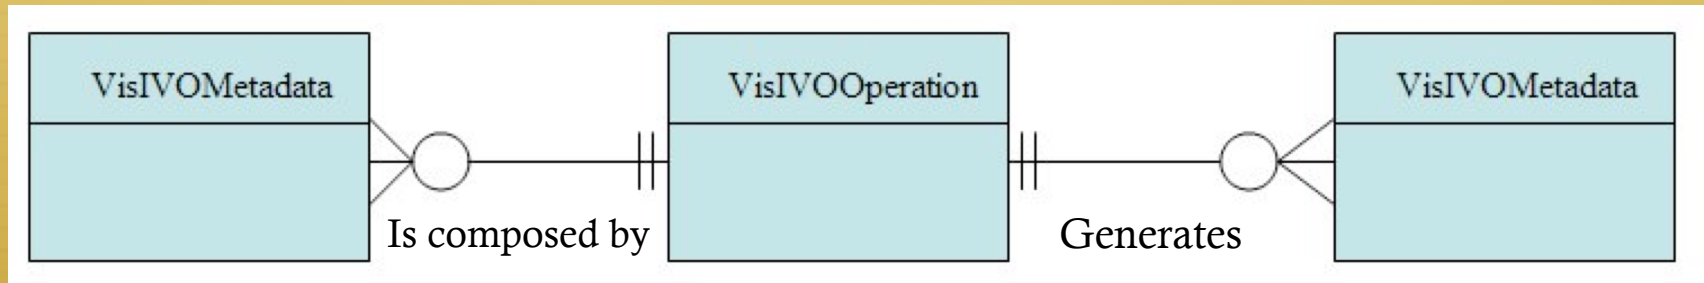 VisIVOMetadata
VisIVOOperation
VisIVOMetadata
Is composed by
Generates